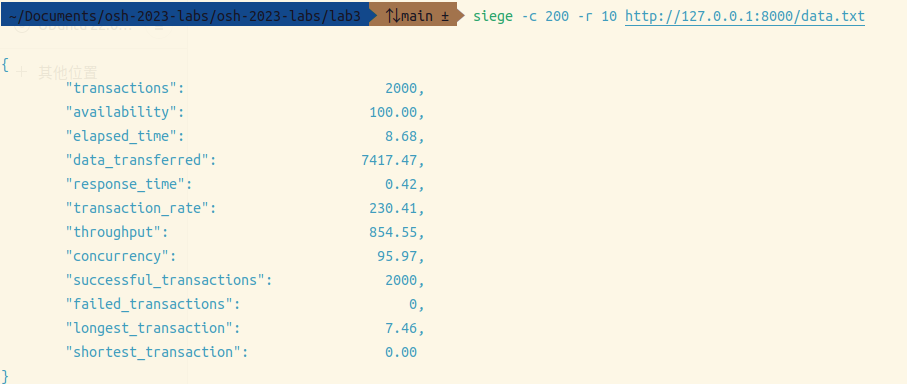 ~/Documents/osh-2023-labs/osh-2023-labs/lab3 main ± siege -c 200 -r 10 http://127.0.0.1:8000/data.txt
{
+ 其他位置
"transactions": 2000,
"availability": 100.00,
"elapsed_time": 8.68,
"data_transferred": 7417.47,
"response_time": 0.42,
"transaction_rate": 230.41,
"throughput": 854.55,
"concurrency": 95.97,
"successful_transactions": 2000,
"failed_transactions": 0,
"longest_transaction": 7.46,
"shortest_transaction": 0.00
}